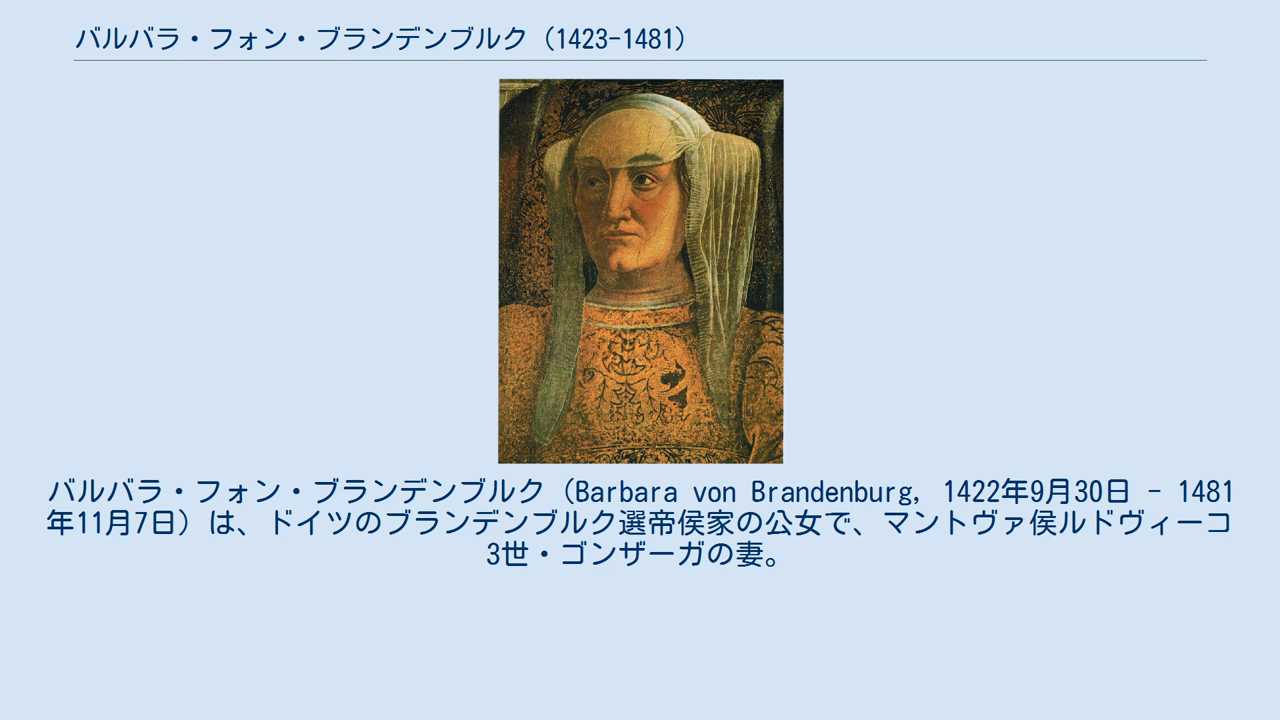 バルバラ・フォン・ブランデンブルク（1423-1481）
バルバラ・フォン・ブランデンブルク（Barbara von Brandenburg, 1422年9月30日 - 1481
年11月7日）は、ドイツのブランデンブルク選帝侯家の公女で、マントヴァ侯ルドヴィーコ
3世・ゴンザーガの妻。